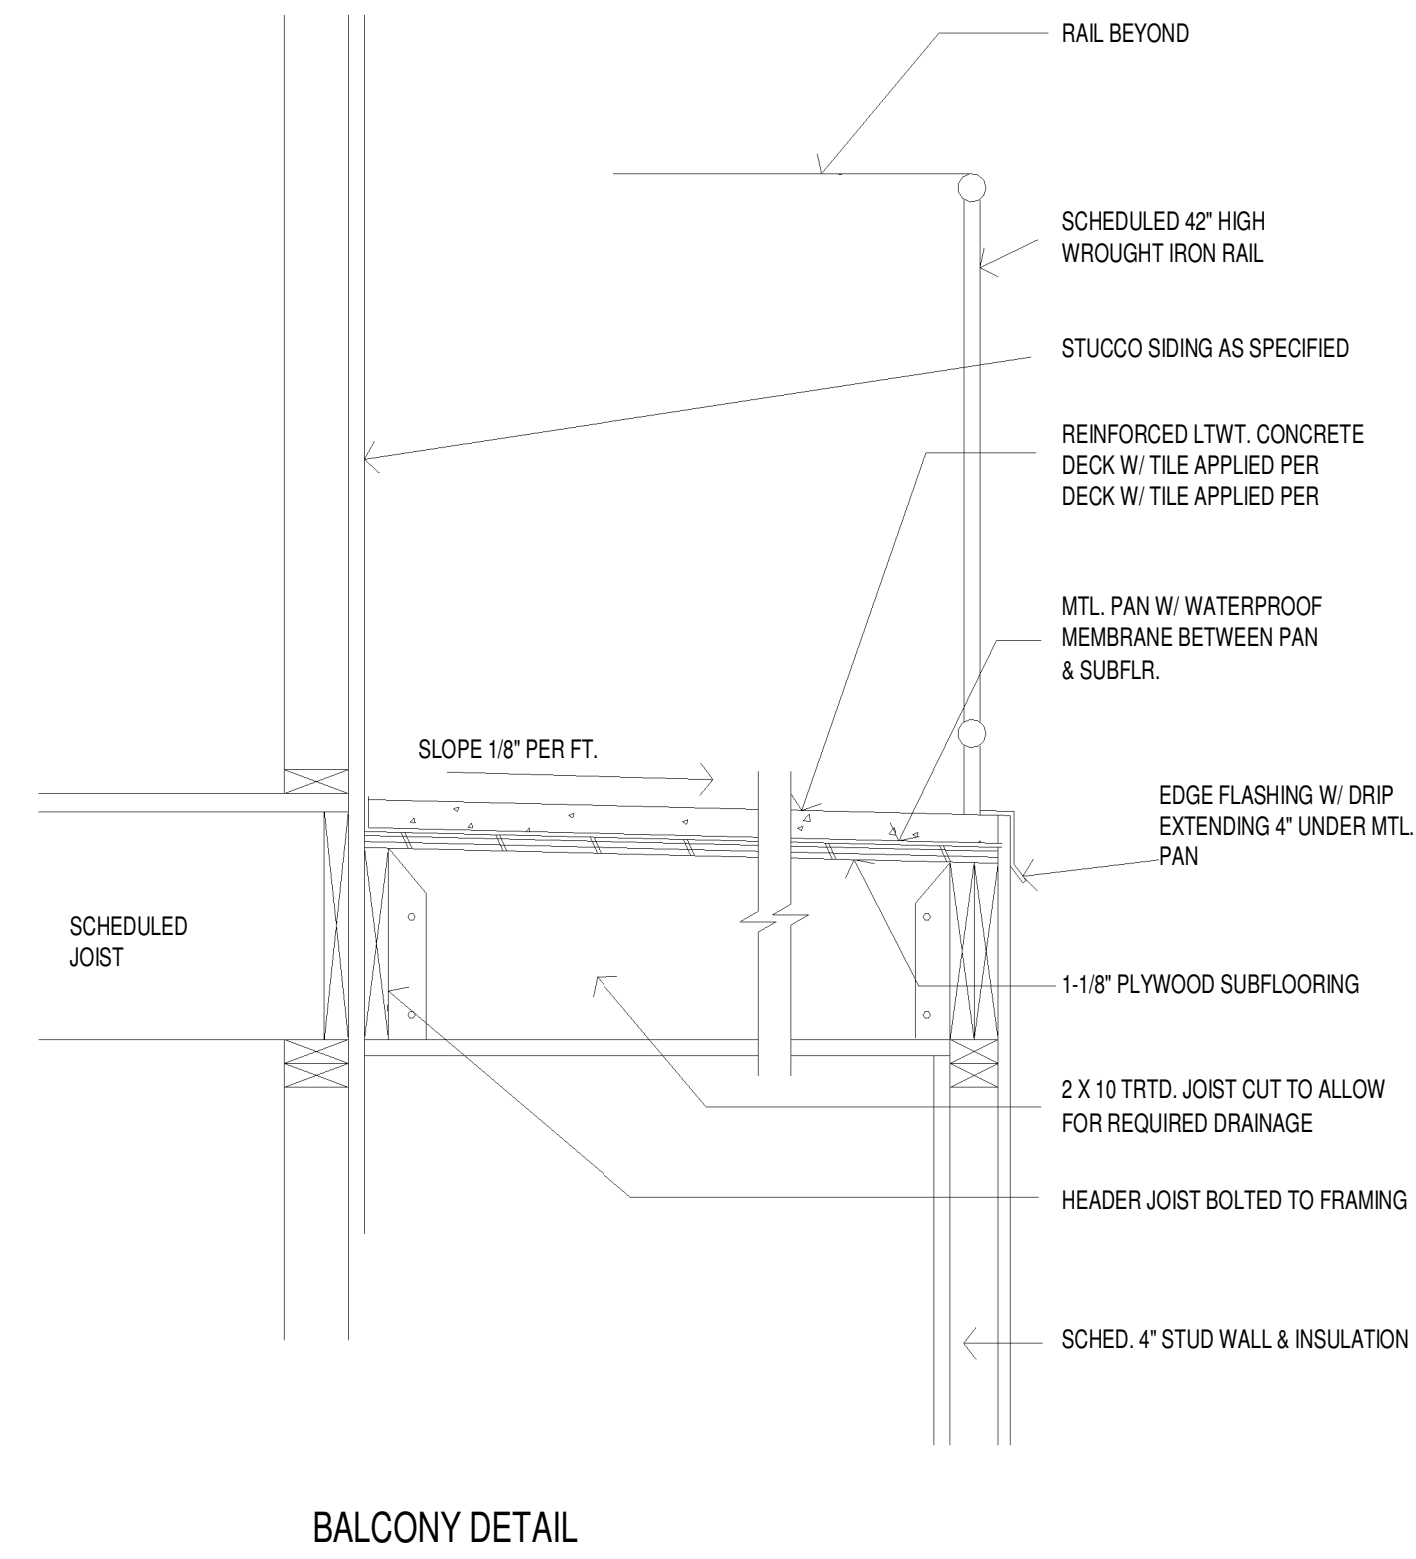 RAIL BEYOND
SCHEDULED 42" HIGH
WROUGHT IRON RAIL
STUCCO SIDING AS SPECIFIED
REINFORCED LTWT. CONCRETE
DECK W/ TILE APPLIED PER
DECK W/ TILE APPLIED PER
MTL. PAN W/ WATERPROOF
MEMBRANE BETWEEN PAN
& SUBFLR.
SLOPE 1/8" PER FT.
EDGE FLASHING W/ DRIP
EXTENDING 4" UNDER MTL.
PAN
SCHEDULED
JOIST
1-1/8" PLYWOOD SUBFLOORING
2 X 10 TRTD. JOIST CUT TO ALLOW
FOR REQUIRED DRAINAGE
HEADER JOIST BOLTED TO FRAMING
SCHED. 4" STUD WALL & INSULATION
BALCONY DETAIL